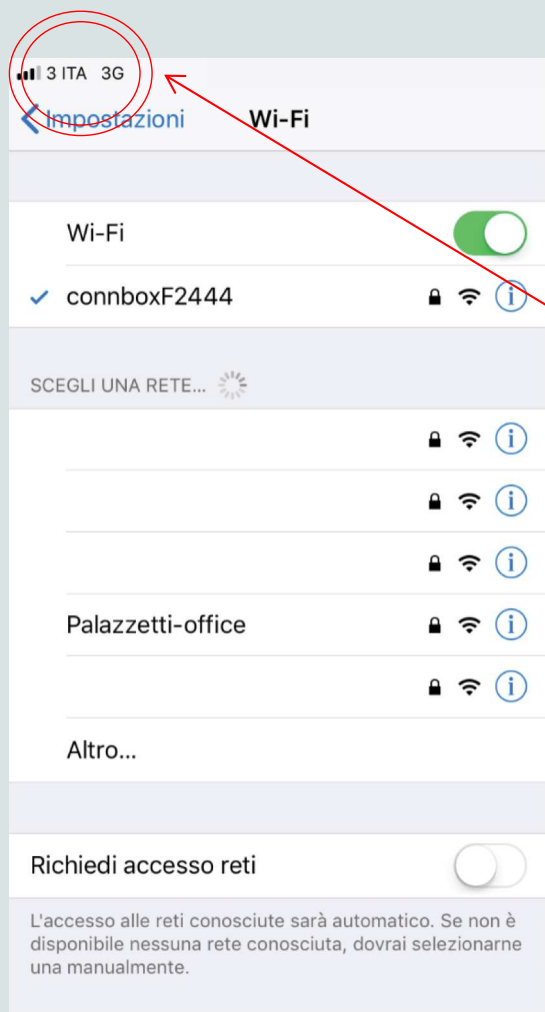 3 ITA 3G
Impostazioni Wi-Fi
Wi-Fi
connboxF2444
SCEGLI UNA RETE...
Palazzetti-office
Altro...
Richiedi accesso reti
L'accesso alle reti conosciute sarà automatico. Se non è
disponibile nessuna rete conosciuta, dovrai selezionarne
una manualmente.